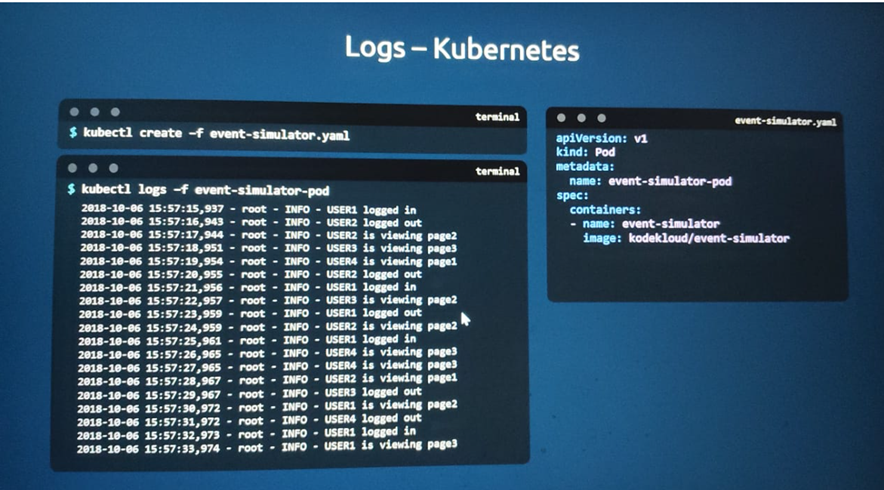 Logs – Kubernetes
terminal
$ kubectl create –f event-simulator.yaml
terminal
$ kubectl logs –f event-simulator-pod
2018-10-06 15:57:15,937 - root - INFO - USER1 logged in
2018-10-06 15:57:16,943 - root - INFO - USER2 logged out
2018-10-06 15:57:17,944 - root - INFO - USER2 is viewing page2
2018-10-06 15:57:18,951 - root - INFO - USER3 is viewing page3
2018-10-06 15:57:19,954 - root - INFO - USER4 is viewing page1
2018-10-06 15:57:20,955 - root - INFO - USER2 logged out
2018-10-06 15:57:21,956 - root - INFO - USER1 logged in
2018-10-06 15:57:22,957 - root - INFO - USER3 is viewing page2
2018-10-06 15:57:23,959 - root - INFO - USER1 logged out
2018-10-06 15:57:24,959 - root - INFO - USER2 is viewing page2
2018-10-06 15:57:25,961 - root - INFO - USER1 logged in
2018-10-06 15:57:26,965 - root - INFO - USER4 is viewing page3
2018-10-06 15:57:27,965 - root - INFO - USER4 is viewing page3
2018-10-06 15:57:28,967 - root - INFO - USER2 is viewing page1
2018-10-06 15:57:29,967 - root - INFO - USER3 logged out
2018-10-06 15:57:30,972 - root - INFO - USER1 is viewing page2
2018-10-06 15:57:31,972 - root - INFO - USER4 logged out
2018-10-06 15:57:32,973 - root - INFO - USER1 logged in
2018-10-06 15:57:33,974 - root - INFO - USER1 is viewing page3
event-simulator.yaml
apiVersion: v1
kind: Pod
metadata:
  name: event-simulator-pod
spec:
  containers:
  - name: event-simulator
    image: kodekloud/event-simulator